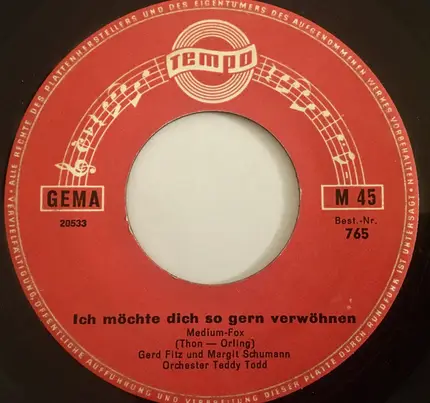 ALLE RECHTE DES PLATTENHERSTELLERS UND DES EIGENTUMERS DES AUFGENOMMENEN WERKES VORBEHALTEN · VERVIELFÄLTIGUNG, ÖFFENTLICHE AUFFÜHRUNG UND VERBREITUNG DIESER PLATTE DURCH RUNDFUNK IST UNTERSAGT ·
Tempo
GEMA
M 45
20533
Best.-Nr.
765
Ich möchte dich so gern verwöhnen
Medium-Fox
(Thon — Orling)
Gerd Fitz und Margit Schumann
Orchester Teddy Todd